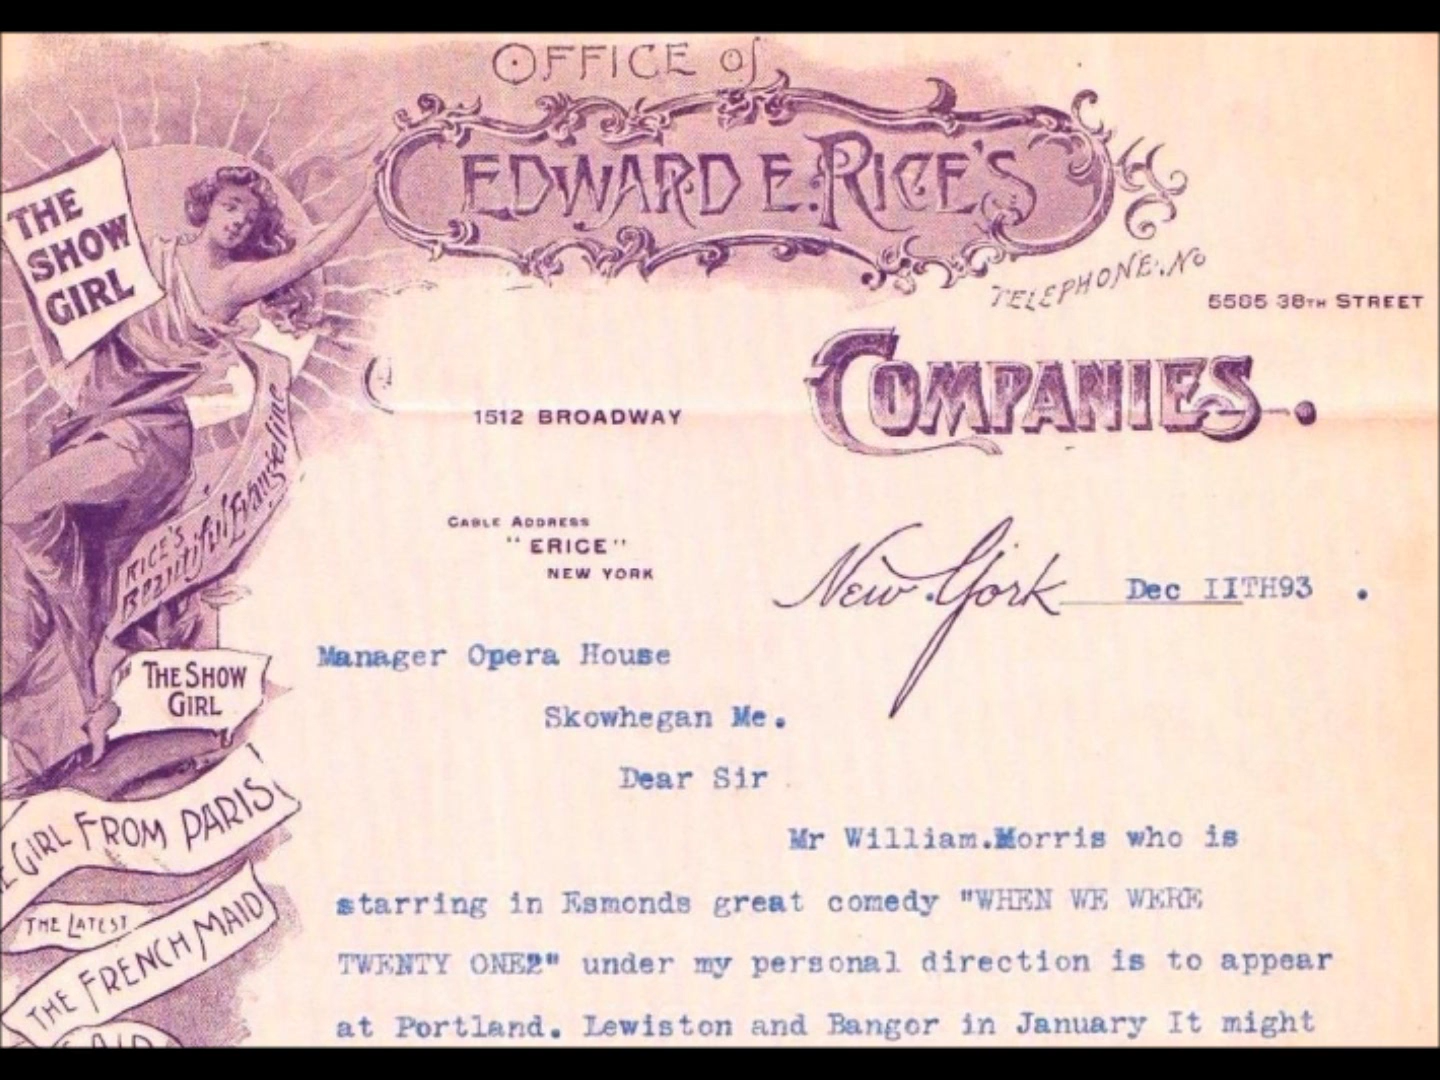 OFFICE of
EDWARD E. RICE'S
TELEPHONE. No
5585 38TH STREET
COMPANIES.
1512 BROADWAY
CABLE ADDRESS
"ERICE"
NEW YORK
New York Dec IITH93 .
THE
SHOW
GIRL
RICE'S
Beautiful Evangeline
THE SHOW
GIRL
GIRL FROM PARIS
THE LATEST
THE FRENCH MAID
Manager Opera House
Skowhegan Me.
Dear Sir
Mr William.Morris who is
starring in Esmonds great comedy "WHEN WE WERE
TWENTY ONE2" under my personal direction is to appear
at Portland. Lewiston and Bangor in January It might